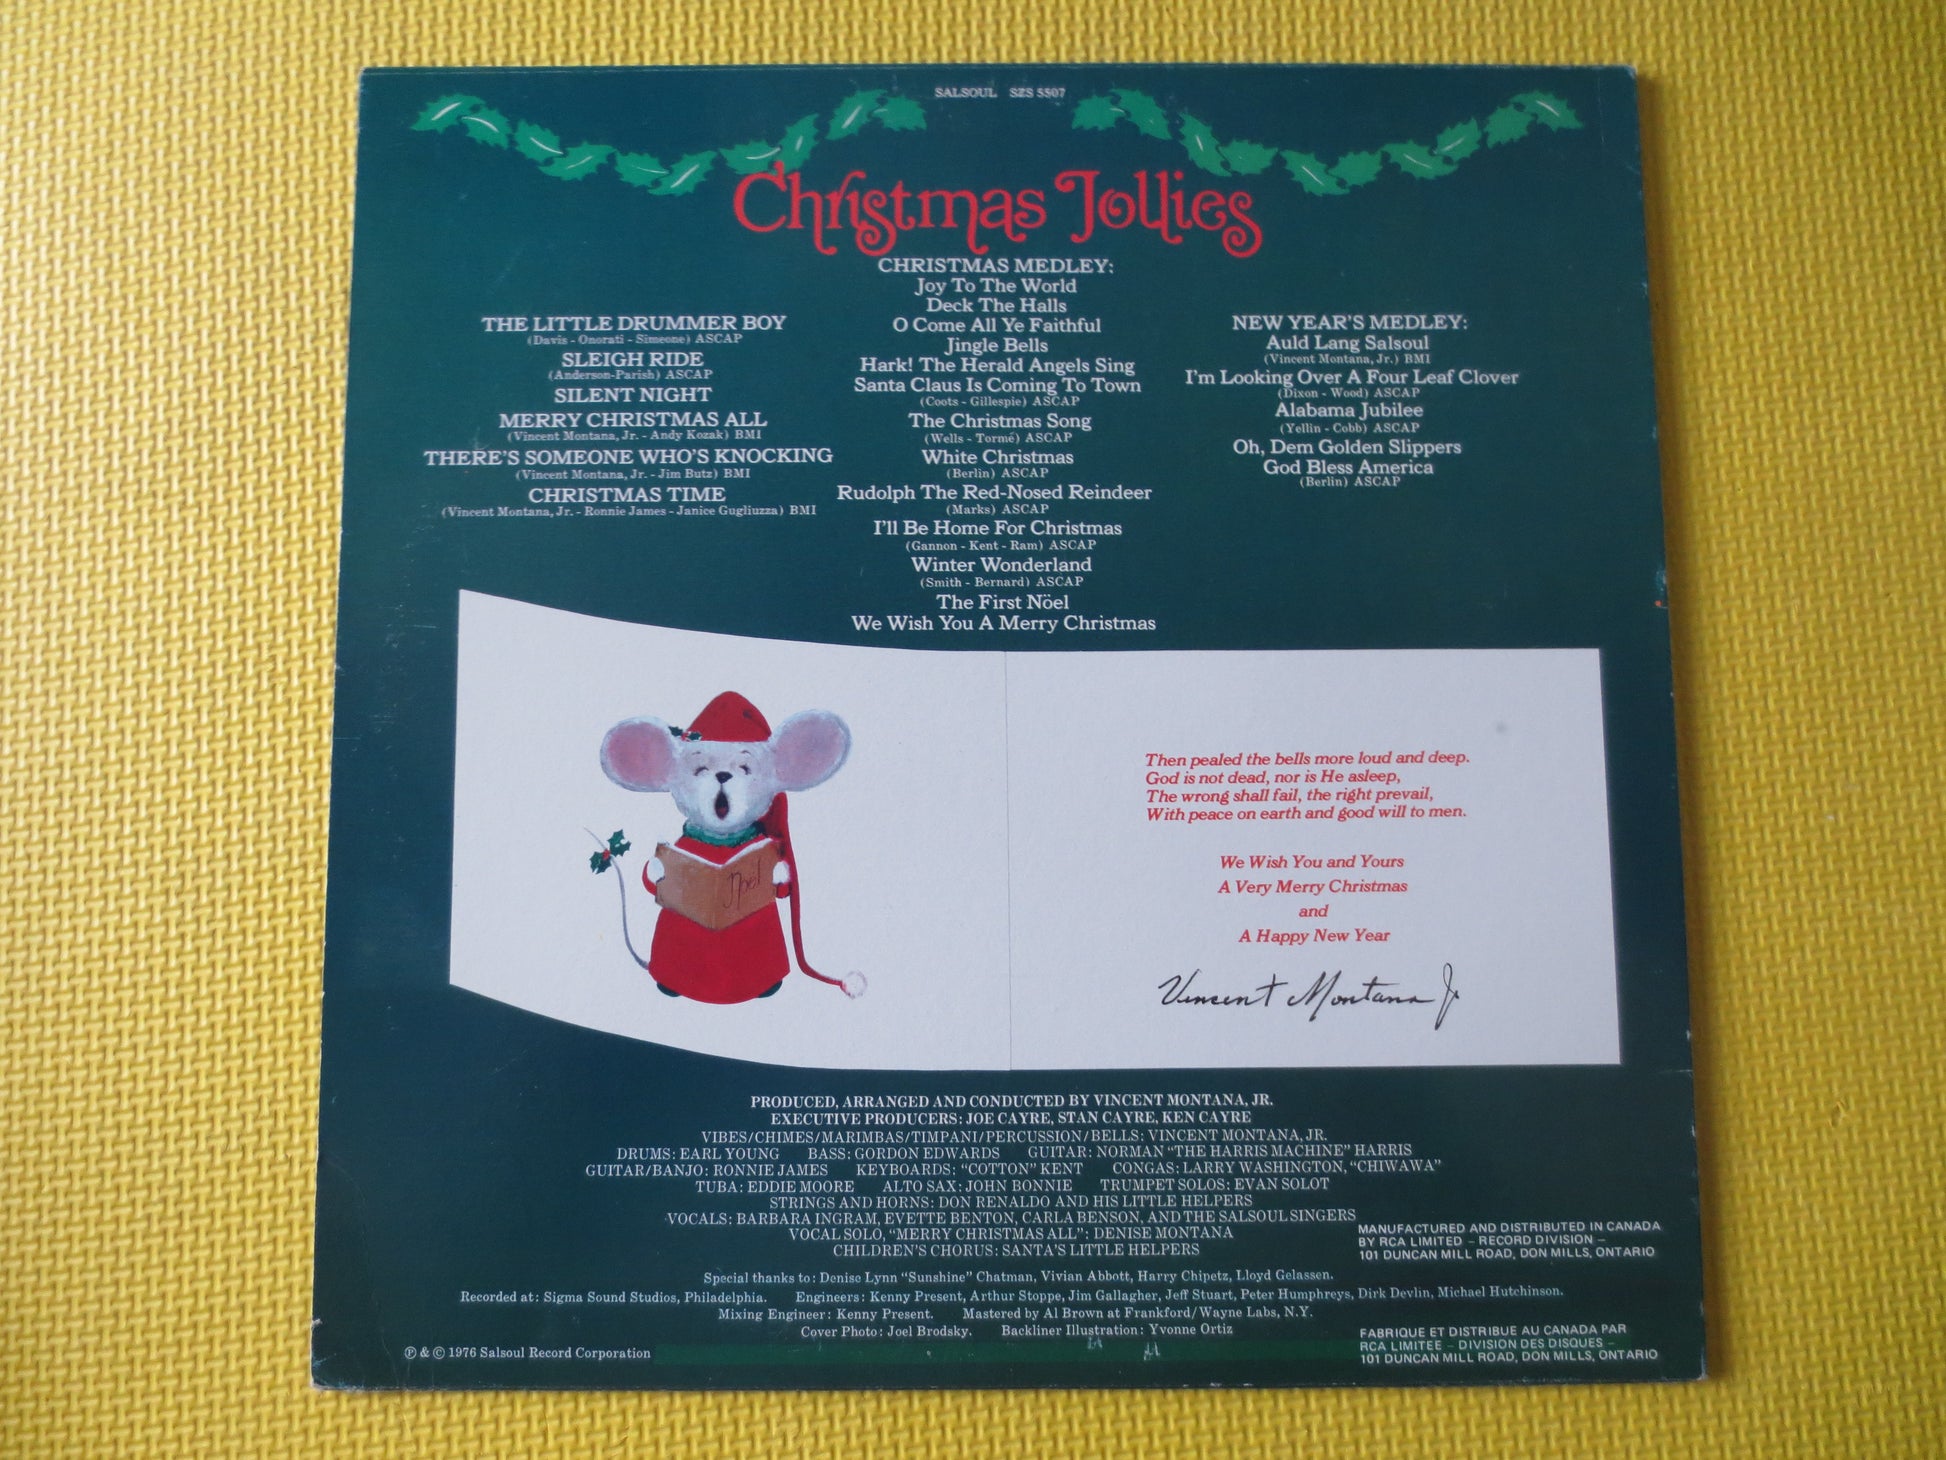 SALSOUL SZS 5507
Christmas Jollies
THE LITTLE DRUMMER BOY
(Davis - Onorati - Simeone) ASCAP
SLEIGH RIDE
(Anderson-Parish) ASCAP
SILENT NIGHT
MERRY CHRISTMAS ALL
(Vincent Montana, Jr. - Andy Kozak) BMI
THERE'S SOMEONE WHO'S KNOCKING
(Vincent Montana, Jr. - Jim Butz) BMI
CHRISTMAS TIME
(Vincent Montana, Jr. - Ronnie James - Janice Gugliuzza) BMI
CHRISTMAS MEDLEY:
Joy To The World
Deck The Halls
O Come All Ye Faithful
Jingle Bells
Hark! The Herald Angels Sing
Santa Claus Is Coming To Town
(Coots - Gillespie) ASCAP
The Christmas Song
(Wells - Tormé) ASCAP
White Christmas
(Berlin) ASCAP
Rudolph The Red-Nosed Reindeer
(Marks) ASCAP
I'll Be Home For Christmas
(Gannon - Kent - Ram) ASCAP
Winter Wonderland
(Smith - Bernard) ASCAP
The First Nöel
We Wish You A Merry Christmas
NEW YEAR'S MEDLEY:
Auld Lang Salsoul
(Vincent Montana, Jr.) BMI
I'm Looking Over A Four Leaf Clover
(Dixon - Wood) ASCAP
Alabama Jubilee
(Yellin - Cobb) ASCAP
Oh, Dem Golden Slippers
God Bless America
(Berlin) ASCAP
Noel
Then pealed the bells more loud and deep.
God is not dead, nor is He asleep,
The wrong shall fail, the right prevail,
With peace on earth and good will to men.
We Wish You and Yours
A Very Merry Christmas
and
A Happy New Year
Vincent Montana Jr
PRODUCED, ARRANGED AND CONDUCTED BY VINCENT MONTANA, JR.
EXECUTIVE PRODUCERS: JOE CAYRE, STAN CAYRE, KEN CAYRE
VIBES/CHIMES/MARIMBAS/TIMPANI/PERCUSSION/BELLS: VINCENT MONTANA, JR.
DRUMS: EARL YOUNG BASS: GORDON EDWARDS GUITAR: NORMAN "THE HARRIS MACHINE" HARRIS
GUITAR/BANJO: RONNIE JAMES KEYBOARDS: "COTTON" KENT CONGAS: LARRY WASHINGTON, "CHIWAWA"
TUBA: EDDIE MOORE ALTO SAX: JOHN BONNIE TRUMPET SOLOS: EVAN SOLOT
STRINGS AND HORNS: DON RENALDO AND HIS LITTLE HELPERS
VOCALS: BARBARA INGRAM, EVETTE BENTON, CARLA BENSON, AND THE SALSOUL SINGERS
VOCAL SOLO, "MERRY CHRISTMAS ALL": DENISE MONTANA
CHILDREN'S CHORUS: SANTA'S LITTLE HELPERS
MANUFACTURED AND DISTRIBUTED IN CANADA
BY RCA LIMITED - RECORD DIVISION -
101 DUNCAN MILL ROAD, DON MILLS, ONTARIO
Special thanks to: Denise Lynn "Sunshine" Chatman, Vivian Abbott, Harry Chipetz, Lloyd Gelassen.
Recorded at: Sigma Sound Studios, Philadelphia. Engineers: Kenny Present, Arthur Stoppe, Jim Gallagher, Jeff Stuart, Peter Humphreys, Dirk Devlin, Michael Hutchinson.
Mixing Engineer: Kenny Present. Mastered by Al Brown at Frankford/Wayne Labs, N.Y.
Cover Photo: Joel Brodsky. Backliner Illustration: Yvonne Ortiz
℗ & © 1976 Salsoul Record Corporation
FABRIQUE ET DISTRIBUE AU CANADA PAR
RCA LIMITEE - DIVISION DES DISQUES -
101 DUNCAN MILL ROAD, DON MILLS, ONTARIO